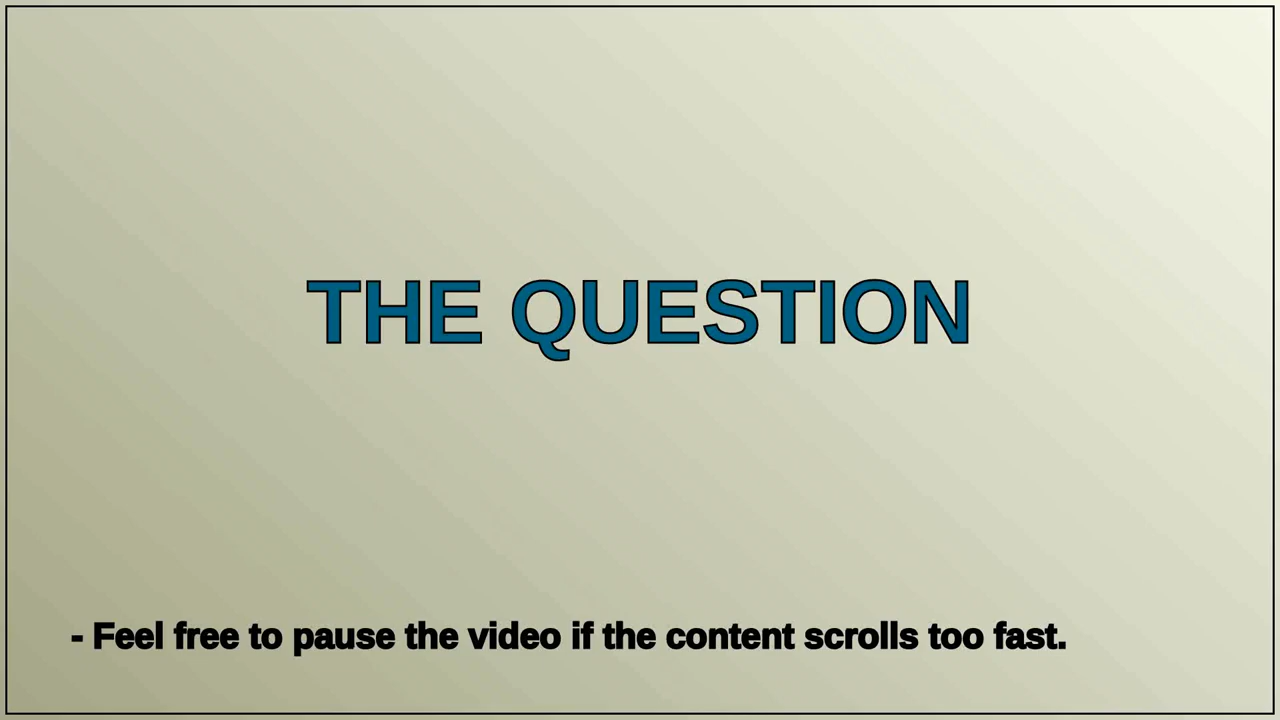 THE QUESTION
- Feel free to pause the video if the content scrolls too fast.